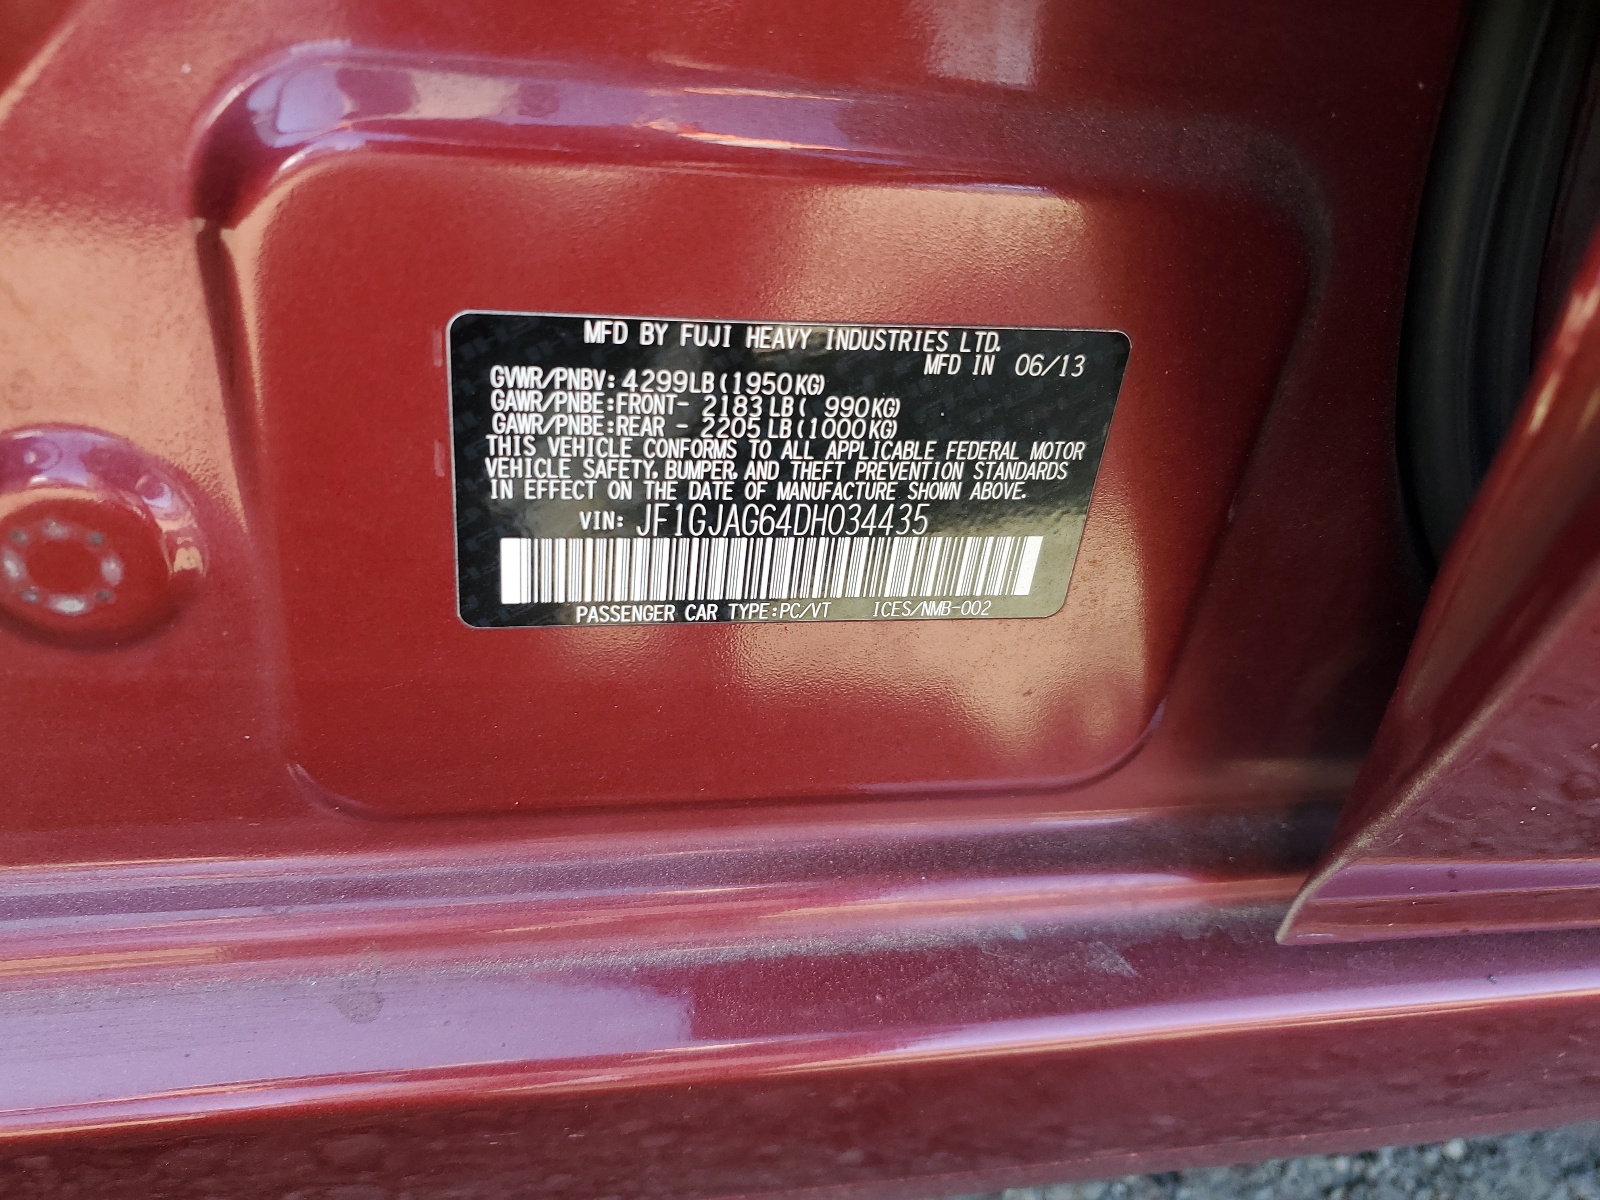 MFD BY FUJI HEAVY INDUSTRIES LTD.
MFD IN 06/13
GVWR/PNBV: 4299LB(1950KG)
GAWR/PNBE:FRONT- 2183LB( 990KG)
GAWR/PNBE:REAR - 2205LB(1000KG)
THIS VEHICLE CONFORMS TO ALL APPLICABLE FEDERAL MOTOR
VEHICLE SAFETY, BUMPER, AND THEFT PREVENTION STANDARDS
IN EFFECT ON THE DATE OF MANUFACTURE SHOWN ABOVE.
VIN: JF1GJAG64DH034435
PASSENGER CAR TYPE:PC/VT ICES/NMB-002